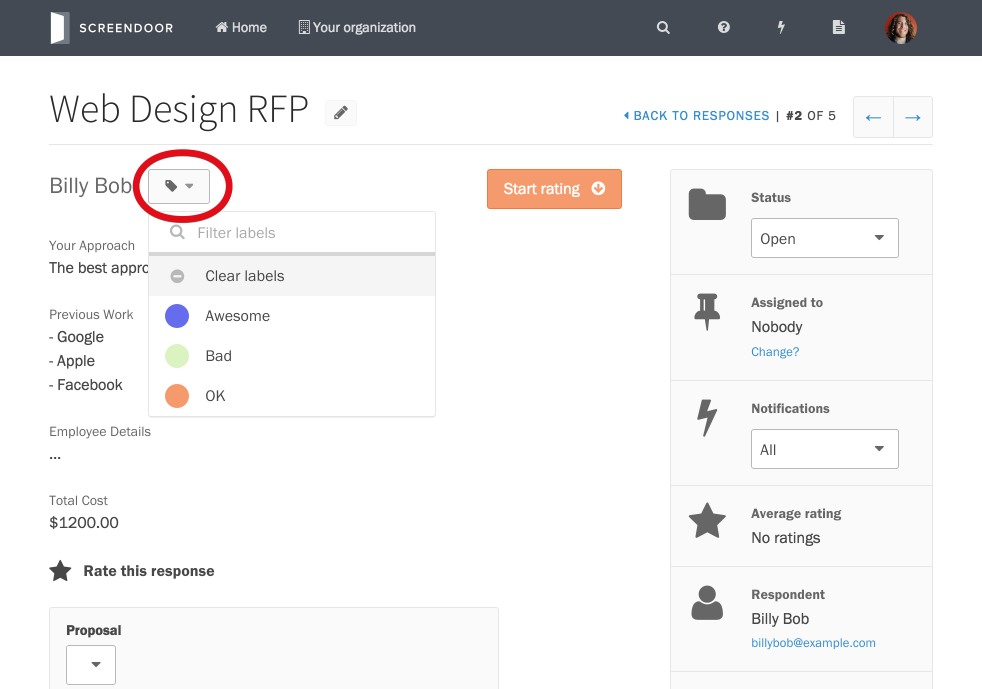 SCREENDOOR Home Your organization
Web Design RFP
BACK TO RESPONSES | #2 OF 5
Billy Bob
Start rating
Filter labels
Clear labels
Awesome
Bad
OK
Your Approach
The best appro
Previous Work
- Google
- Apple
- Facebook
Employee Details
...
Total Cost
$1200.00
Rate this response
Proposal
Status
Open
Assigned to
Nobody
Change?
Notifications
All
Average rating
No ratings
Respondent
Billy Bob
billybob@example.com